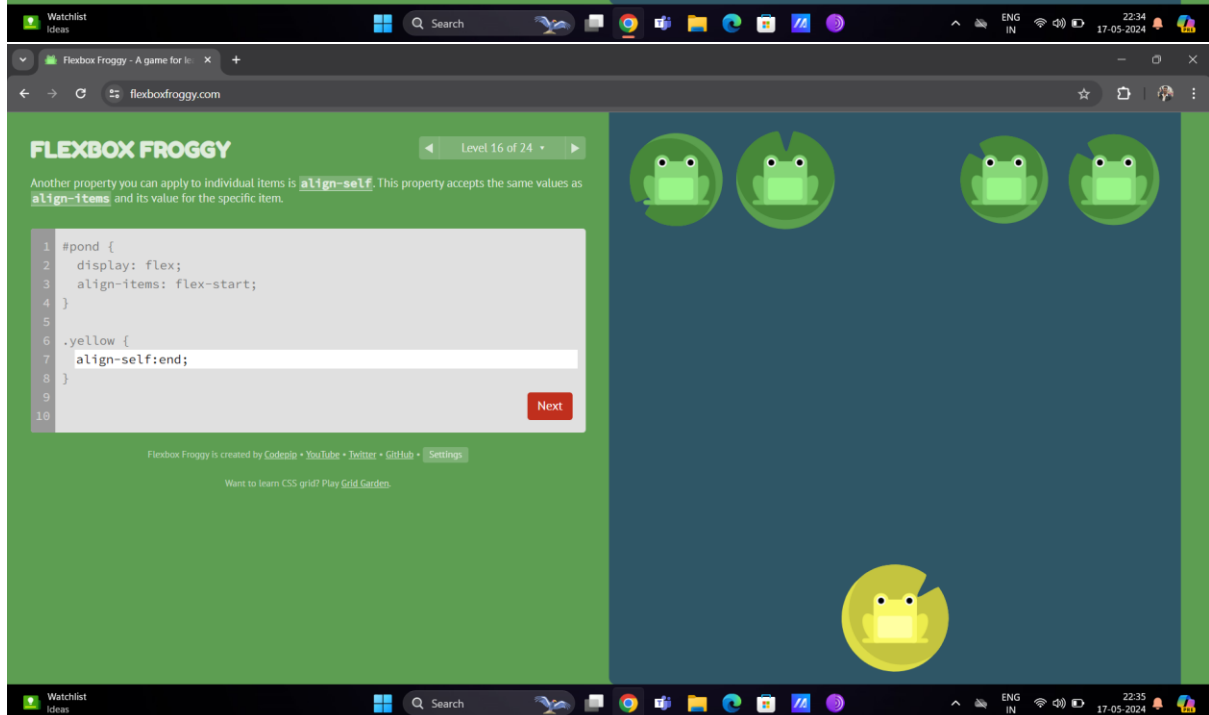 Watchlist
Ideas
Search
ENG
IN
22:34
17-05-2024
Flexbox Froggy - A game for le
flexboxfroggy.com
FLEXBOX FROGGY
Level 16 of 24
Another property you can apply to individual items is align-self. This property accepts the same values as
align-items and its value for the specific item.
1 #pond {
2 display: flex;
3 align-items: flex-start;
4 }
5
6 .yellow {
7 align-self:end;
8 }
9
10
Next
Flexbox Froggy is created by Codepip • YouTube • Twitter • GitHub • Settings
Want to learn CSS grid? Play Grid Garden.
Watchlist
Ideas
Search
ENG
IN
22:35
17-05-2024